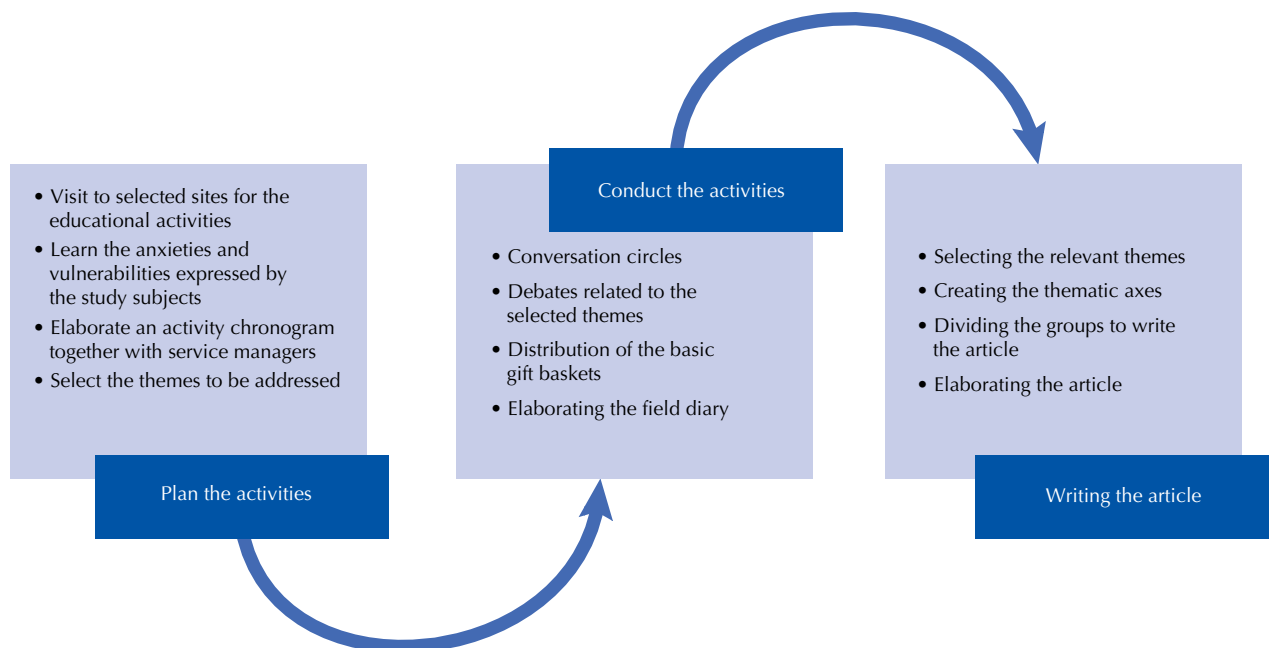 • Visit to selected sites for the
educational activities
• Learn the anxieties and
vulnerabilities expressed by
the study subjects
• Elaborate an activity chronogram
together with service managers
• Select the themes to be addressed
Plan the activities
Conduct the activities
• Conversation circles
• Debates related to the
selected themes
• Distribution of the basic
gift baskets
• Elaborating the field diary
• Selecting the relevant themes
• Creating the thematic axes
• Dividing the groups to write
the article
• Elaborating the article
Writing the article